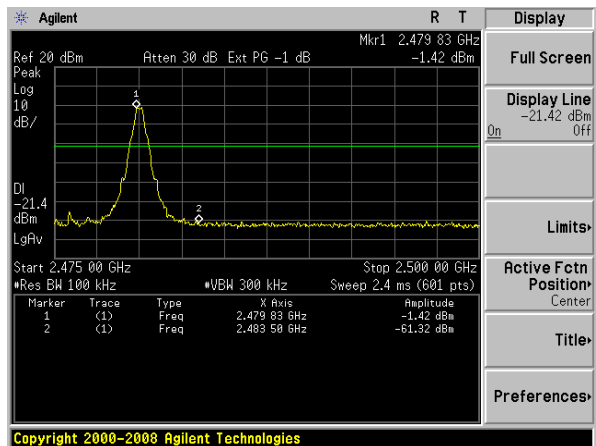 Agilent R T
Mkr1 2.479 83 GHz
Ref 20 dBm Atten 30 dB Ext PG -1 dB -1.42 dBm
Peak
Log
10
dB/
1
DI
-21.4
dBm
2
LgAv
Start 2.475 00 GHz Stop 2.500 00 GHz
#Res BW 100 kHz #VBW 300 kHz Sweep 2.4 ms (601 pts)
Marker Trace Type X Axis Amplitude
1 (1) Freq 2.479 83 GHz -1.42 dBm
2 (1) Freq 2.483 50 GHz -61.32 dBm
Copyright 2000-2008 Agilent Technologies
Display
Full Screen
Display Line
-21.42 dBm
On Off
Limits
Active Fctn
Position
Center
Title
Preferences